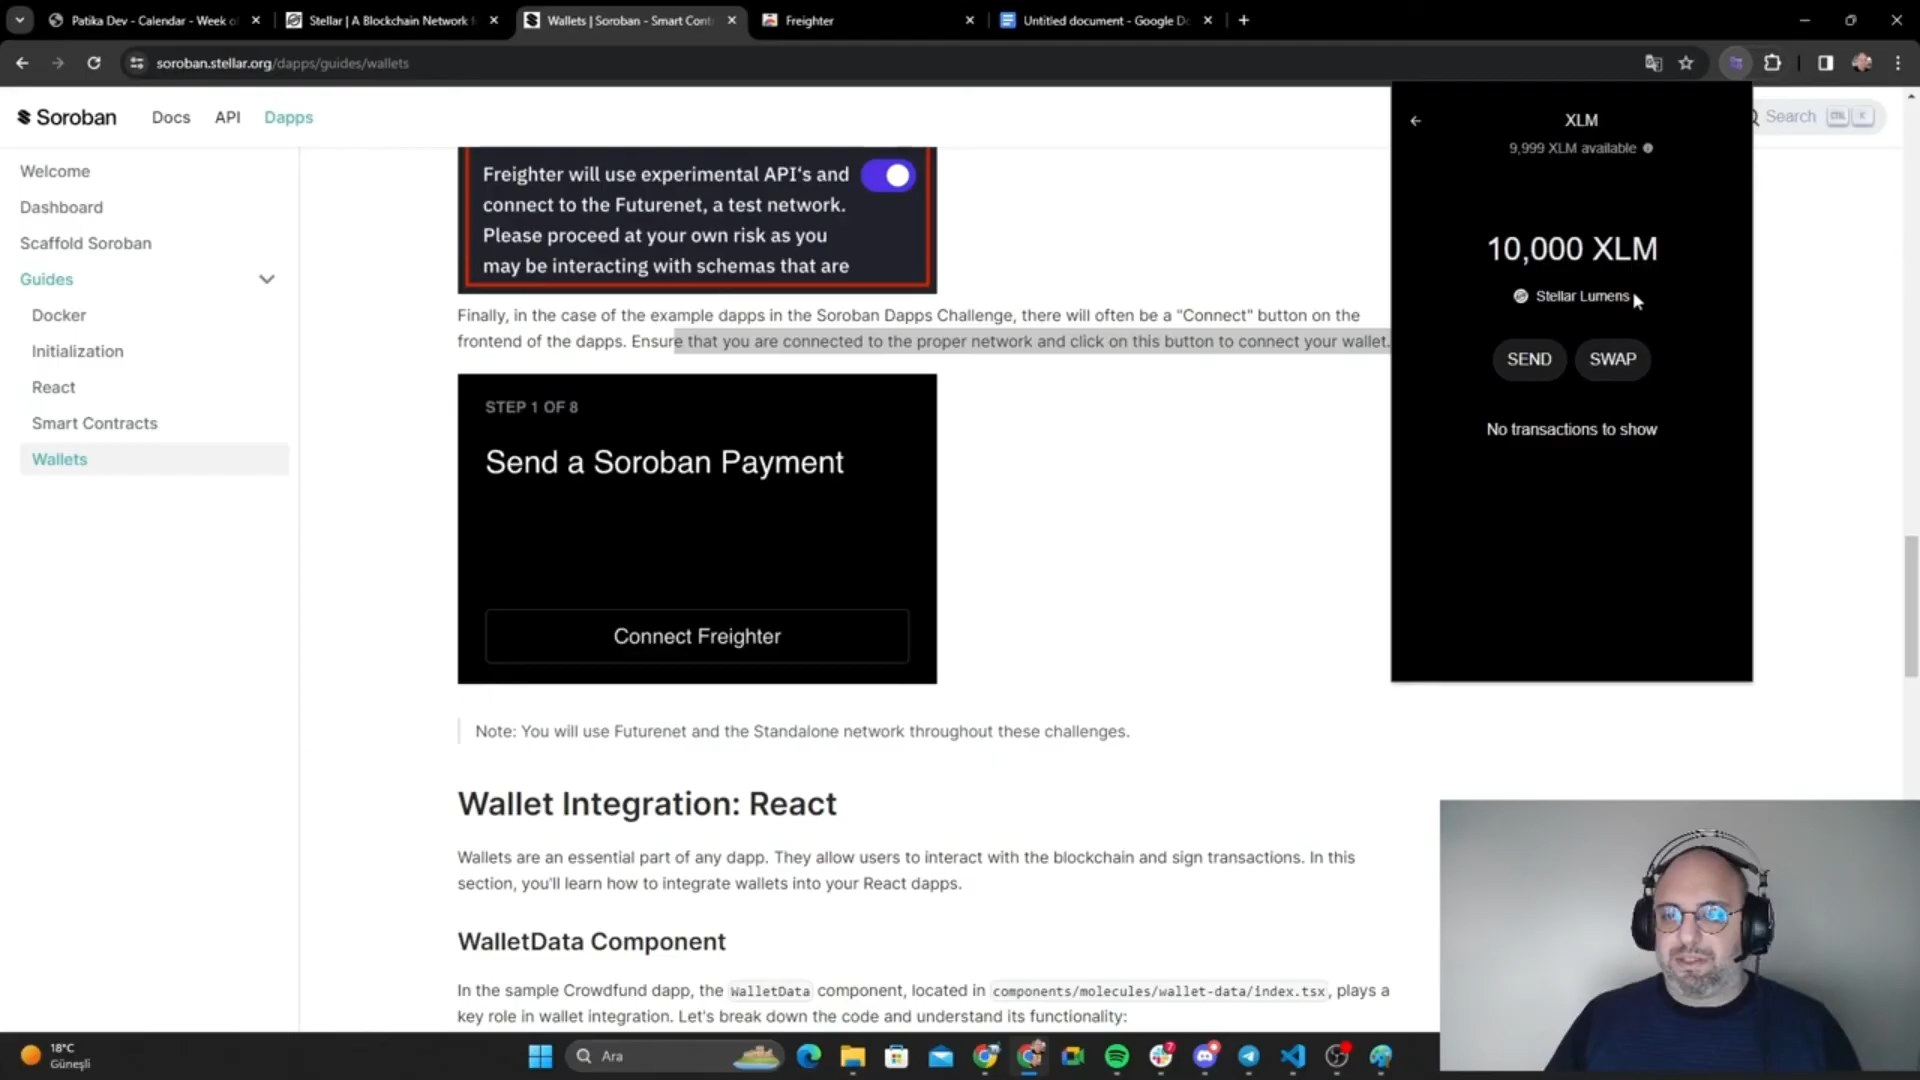 Patika Dev - Calendar - Week o
Stellar | A Blockchain Network f
Wallets | Soroban - Smart Cont
Freighter
Untitled document - Google Do
soroban.stellar.org/dapps/guides/wallets
Soroban
Docs
API
Dapps
Search
CTRL
K
Welcome
Dashboard
Scaffold Soroban
Guides
Docker
Initialization
React
Smart Contracts
Wallets
Freighter will use experimental API's and
connect to the Futurenet, a test network.
Please proceed at your own risk as you
may be interacting with schemas that are
Finally, in the case of the example dapps in the Soroban Dapps Challenge, there will often be a "Connect" button on the
frontend of the dapps. Ensure that you are connected to the proper network and click on this button to connect your wallet.
STEP 1 OF 8
Send a Soroban Payment
Connect Freighter
Note: You will use Futurenet and the Standalone network throughout these challenges.
Wallet Integration: React
Wallets are an essential part of any dapp. They allow users to interact with the blockchain and sign transactions. In this
section, you'll learn how to integrate wallets into your React dapps.
WalletData Component
In the sample Crowdfund dapp, the WalletData component, located in components/molecules/wallet-data/index.tsx, plays a
key role in wallet integration. Let's break down the code and understand its functionality:
XLM
9,999 XLM available
10,000 XLM
Stellar Lumens
SEND
SWAP
No transactions to show
18°C
Güneşli
Ara